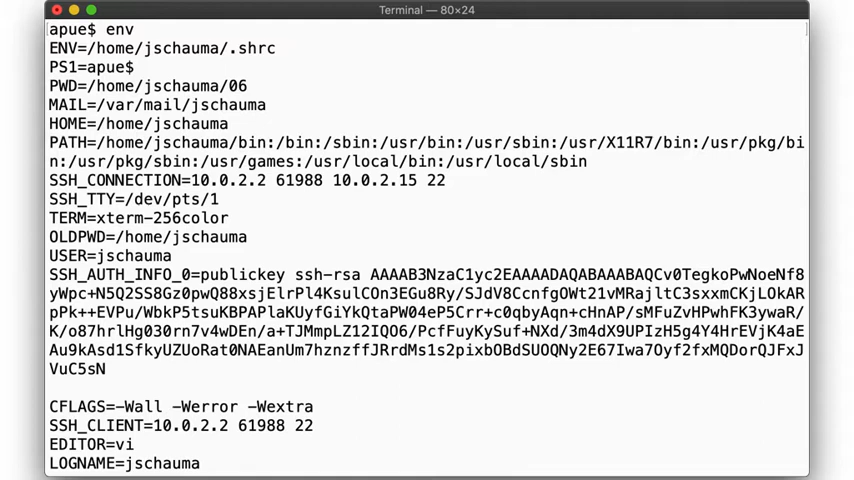 Terminal — 80×24
apue$ env
ENV=/home/jschauma/.shrc
PS1=apue$
PWD=/home/jschauma/06
MAIL=/var/mail/jschauma
HOME=/home/jschauma
PATH=/home/jschauma/bin:/bin:/sbin:/usr/bin:/usr/sbin:/usr/X11R7/bin:/usr/pkg/bi
n:/usr/pkg/sbin:/usr/games:/usr/local/bin:/usr/local/sbin
SSH_CONNECTION=10.0.2.2 61988 10.0.2.15 22
SSH_TTY=/dev/pts/1
TERM=xterm-256color
OLDPWD=/home/jschauma
USER=jschauma
SSH_AUTH_INFO_0=publickey ssh-rsa AAAAB3NzaC1yc2EAAAADAQABAAABAQCv0TegkoPwNoeNf8
yWpc+N5Q2SS8Gz0pwQ88xsjElrPl4KsulCOn3EGu8Ry/SJdV8CcnfgOWt21vMRajltC3sxxmCKjLOkAR
pPk++EVPu/WbkP5tsuKBPAPlaKUyfGiYkQtaPW04eP5Crr+c0qbyAqn+cHnAP/sMFuZvHPwhFK3ywaR/
K/o87hrlHg030rn7v4wDEn/a+TJMmpLZ12IQO6/PcfFuyKySuf+NXd/3m4dX9UPIzH5g4Y4HrEVjK4aE
Au9kAsd1SfkyUZUoRat0NAEanUm7hznzffJRrdMs1s2pixbOBdSUOQNy2E67Iwa7Oyf2fxMQDorQJFxJ
VuC5sN
CFLAGS=-Wall -Werror -Wextra
SSH_CLIENT=10.0.2.2 61988 22
EDITOR=vi
LOGNAME=jschauma